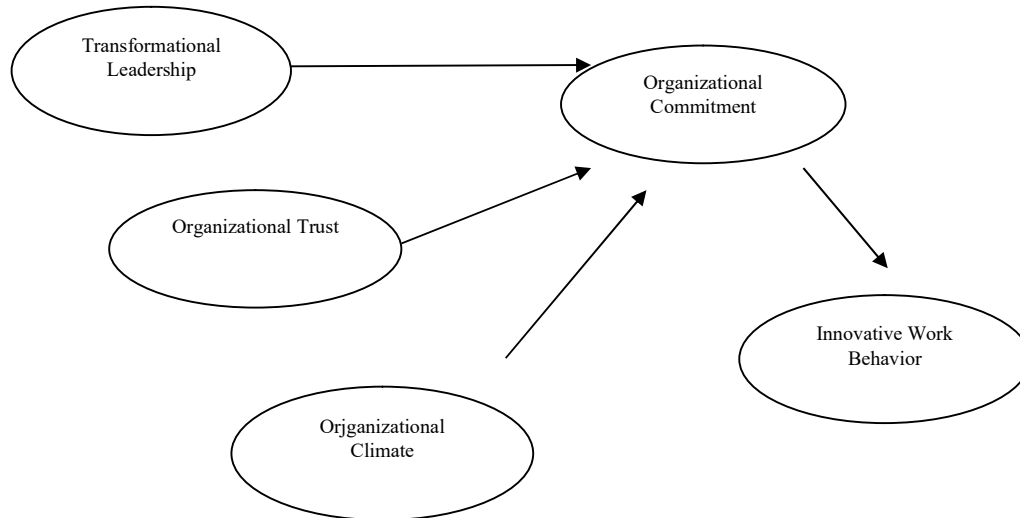 Transformational
Leadership
Organizational
Commitment
Organizational Trust
Innovative Work
Behavior
Orjganizational
Climate